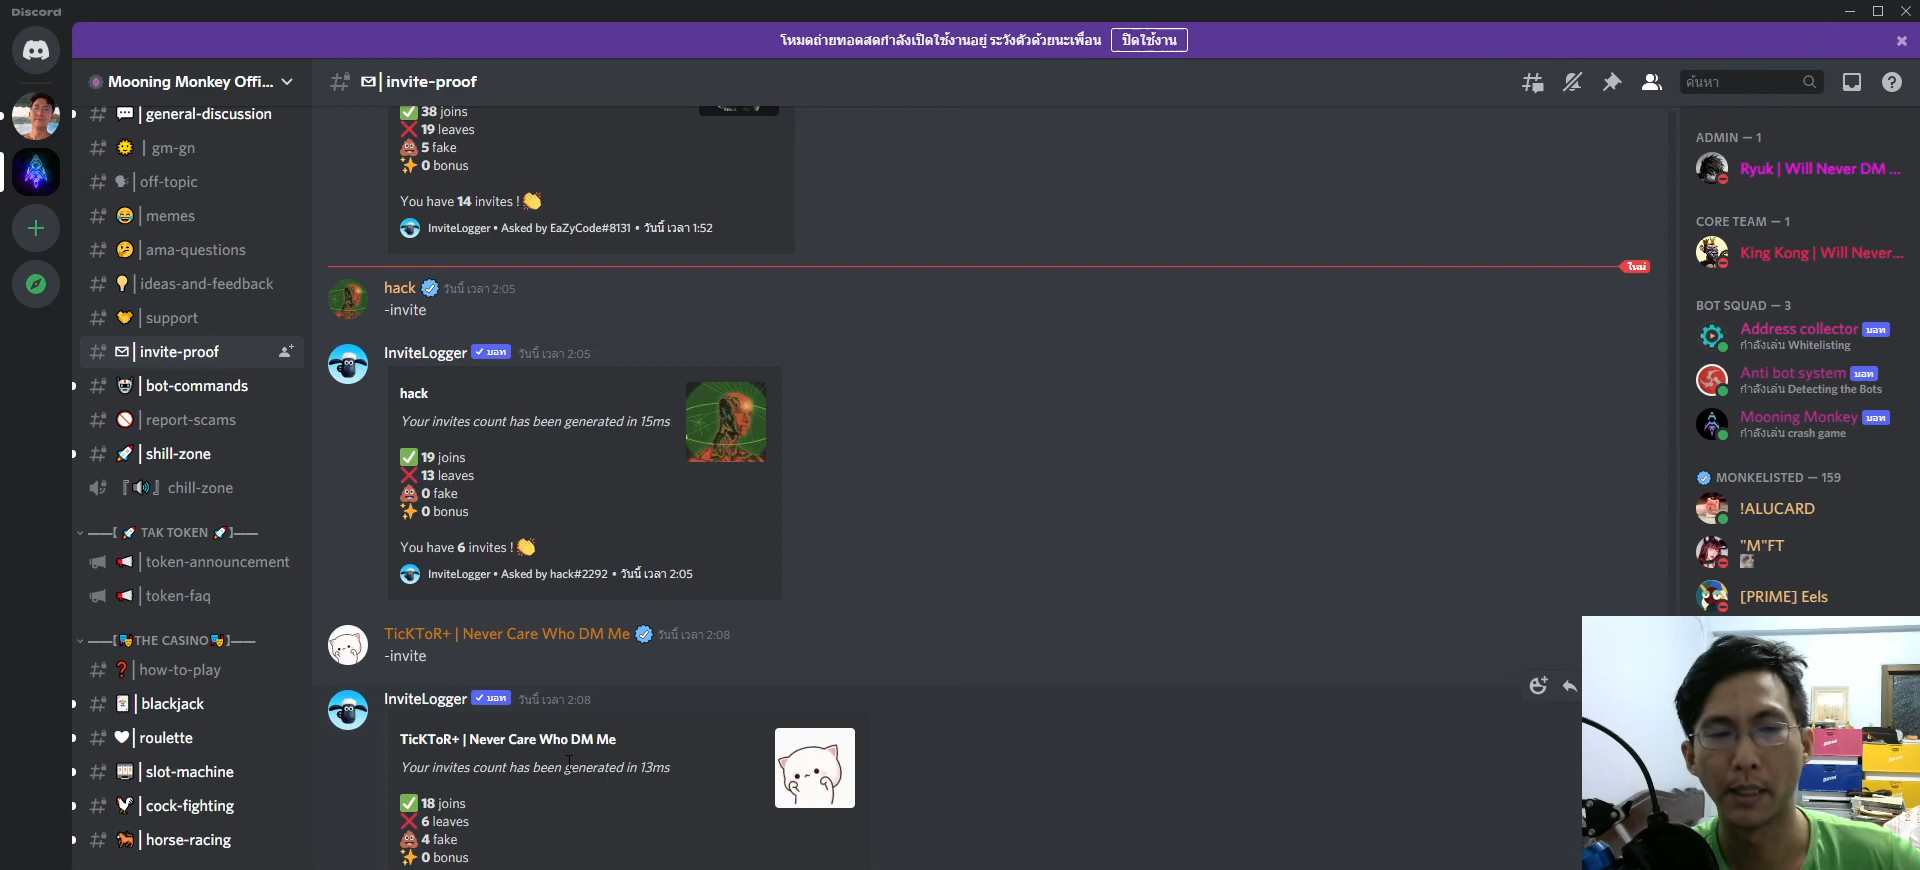 Discord
โหมดถ่ายทอดสดกำลังเปิดใช้งานอยู่ ระวังตัวด้วยนะเพื่อน
ปิดใช้งาน
Mooning Monkey Offi...
general-discussion
gm-gn
off-topic
memes
ama-questions
ideas-and-feedback
support
invite-proof
bot-commands
report-scams
shill-zone
chill-zone
TAK TOKEN
token-announcement
token-faq
THE CASINO
how-to-play
blackjack
roulette
slot-machine
cock-fighting
horse-racing
invite-proof
ค้นหา
38 joins
19 leaves
5 fake
0 bonus
You have 14 invites !
InviteLogger • Asked by EaZyCode#8131 • วันนี้ เวลา 1:52
ใหม่
hack วันนี้ เวลา 2:05
-invite
InviteLogger บอท วันนี้ เวลา 2:05
hack
Your invites count has been generated in 15ms
19 joins
13 leaves
0 fake
0 bonus
You have 6 invites !
InviteLogger • Asked by hack#2292 • วันนี้ เวลา 2:05
TicKToR+ | Never Care Who DM Me วันนี้ เวลา 2:08
-invite
InviteLogger บอท วันนี้ เวลา 2:08
TicKToR+ | Never Care Who DM Me
Your invites count has been generated in 13ms
18 joins
6 leaves
4 fake
0 bonus
ADMIN — 1
Ryuk | Will Never DM ...
CORE TEAM — 1
King Kong | Will Never...
BOT SQUAD — 3
Address collector บอท
กำลังเล่น Whitelisting
Anti bot system บอท
กำลังเล่น Detecting the Bots
Mooning Monkey บอท
กำลังเล่น crash game
MONKELISTED — 159
!ALUCARD
"M"FT
[PRIME] Eels